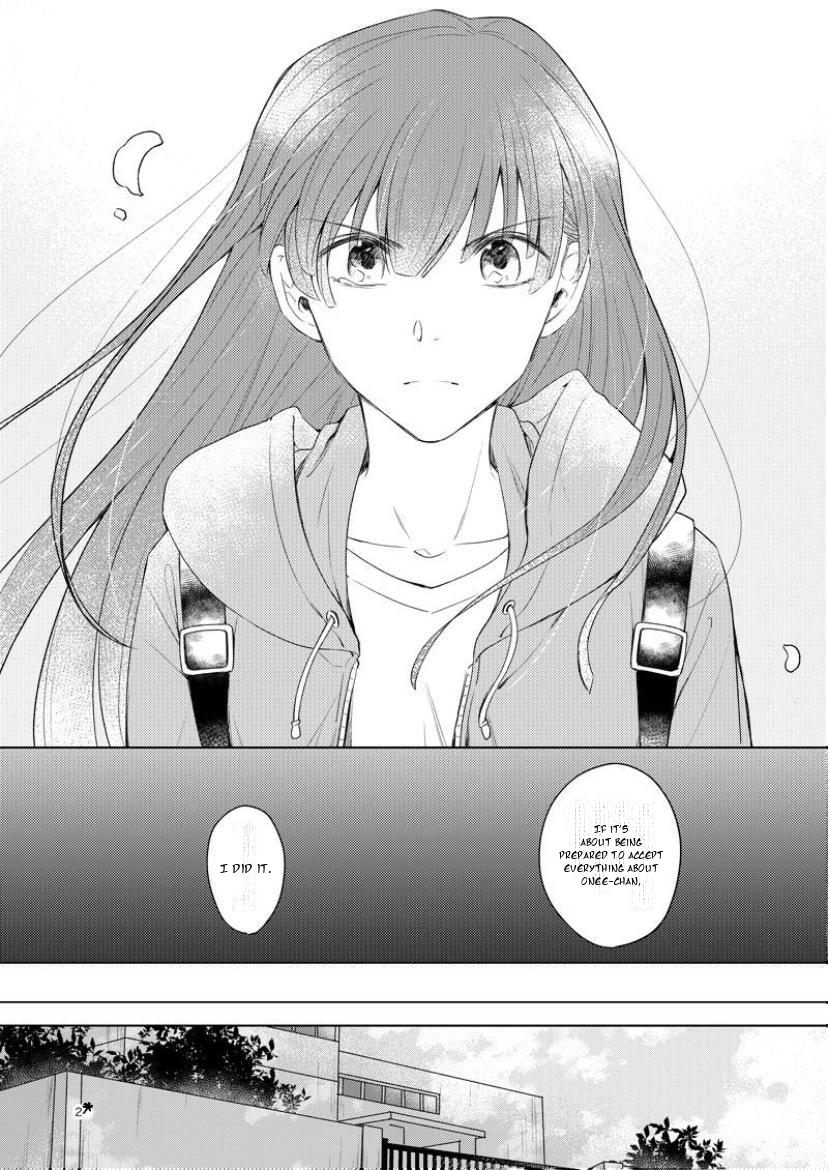 IF IT'S
ABOUT BEING
PREPARED TO ACCEPT
EVERYTHING ABOUT
ONEE-CHAN,
I DID IT.
2*